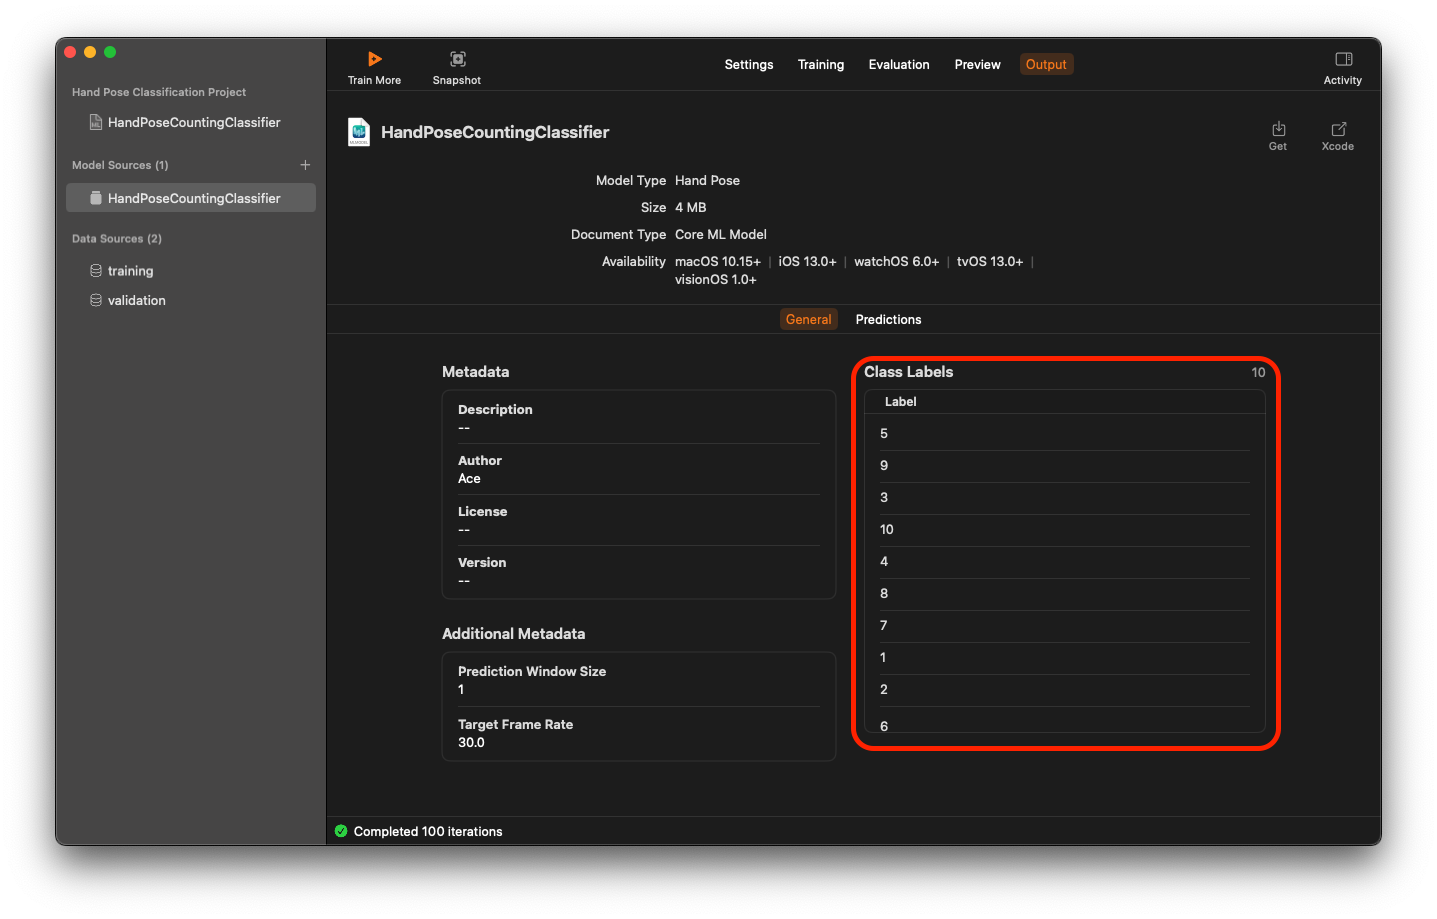 Hand Pose Classification Project
HandPoseCountingClassifier
Model Sources (1)
HandPoseCountingClassifier
Data Sources (2)
training
validation
Train More
Snapshot
Settings
Training
Evaluation
Preview
Output
Activity
HandPoseCountingClassifier
Get
Xcode
Model Type Hand Pose
Size 4 MB
Document Type Core ML Model
Availability macOS 10.15+ | iOS 13.0+ | watchOS 6.0+ | tvOS 13.0+ |
visionOS 1.0+
General
Predictions
Metadata
Description
--
Author
Ace
License
--
Version
--
Additional Metadata
Prediction Window Size
1
Target Frame Rate
30.0
Class Labels 10
Label
5
9
3
10
4
8
7
1
2
6
Completed 100 iterations